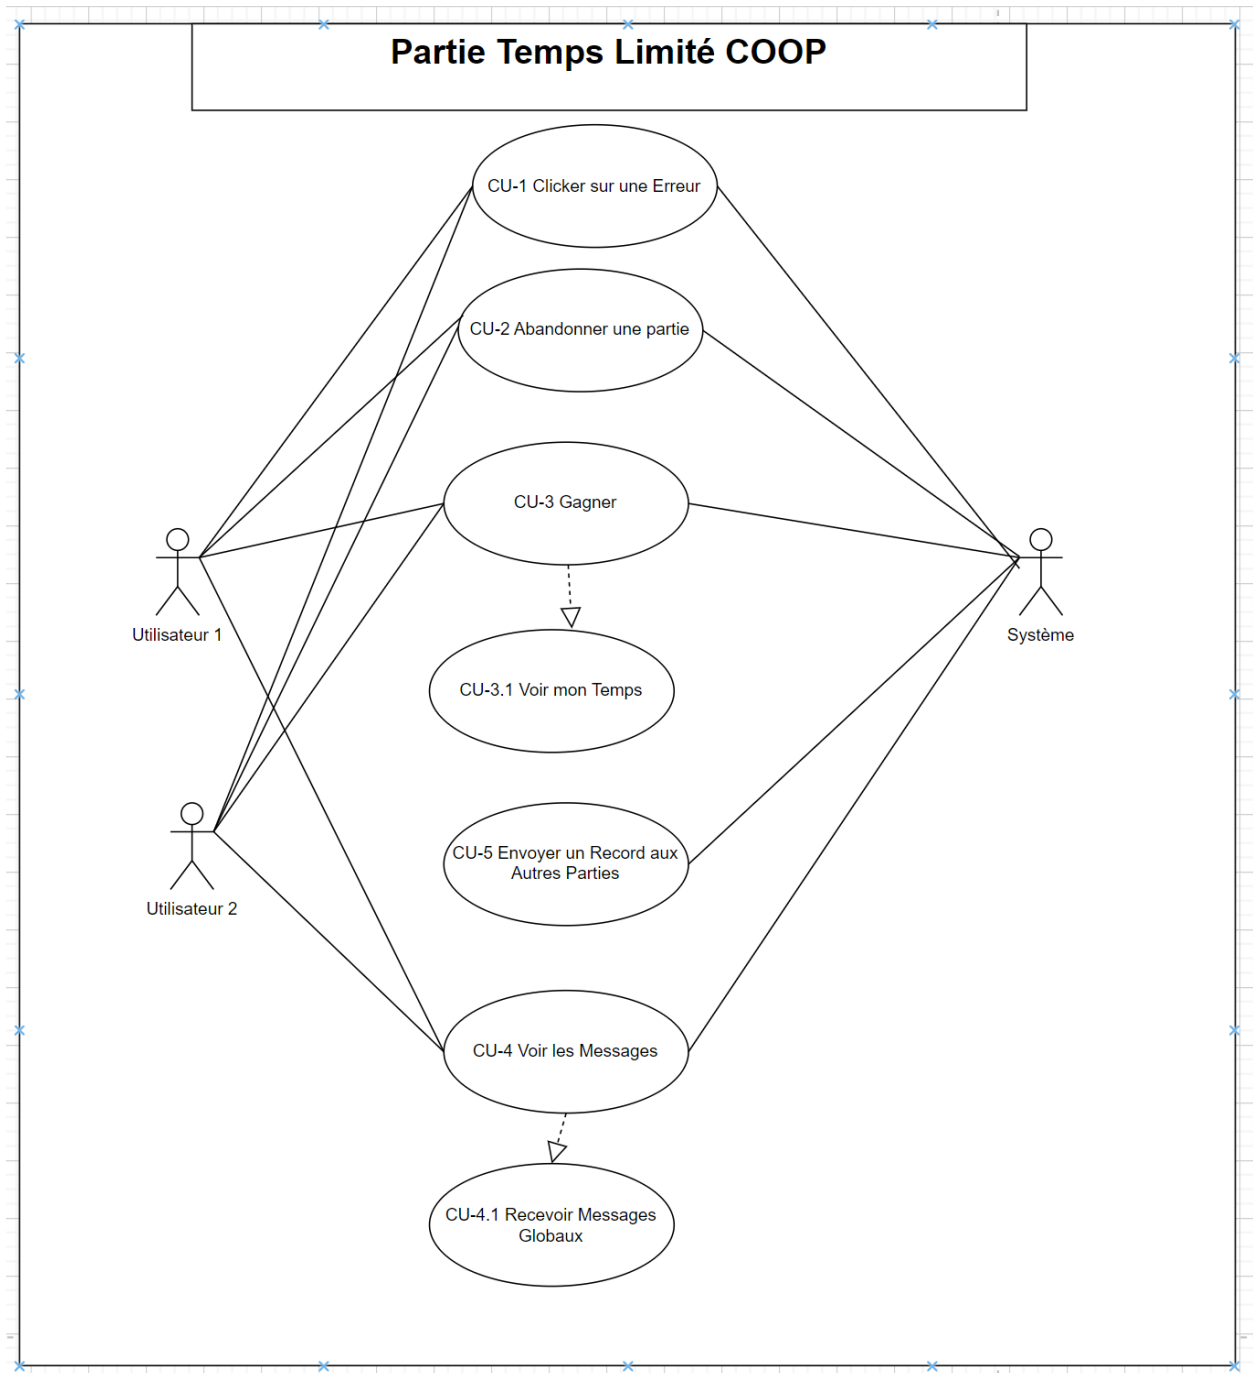 Partie Temps Limité COOP
CU-1 Clicker sur une Erreur
CU-2 Abandonner une partie
CU-3 Gagner
Utilisateur 1
Système
CU-3.1 Voir mon Temps
CU-5 Envoyer un Record aux
Autres Parties
Utilisateur 2
CU-4 Voir les Messages
CU-4.1 Recevoir Messages
Globaux